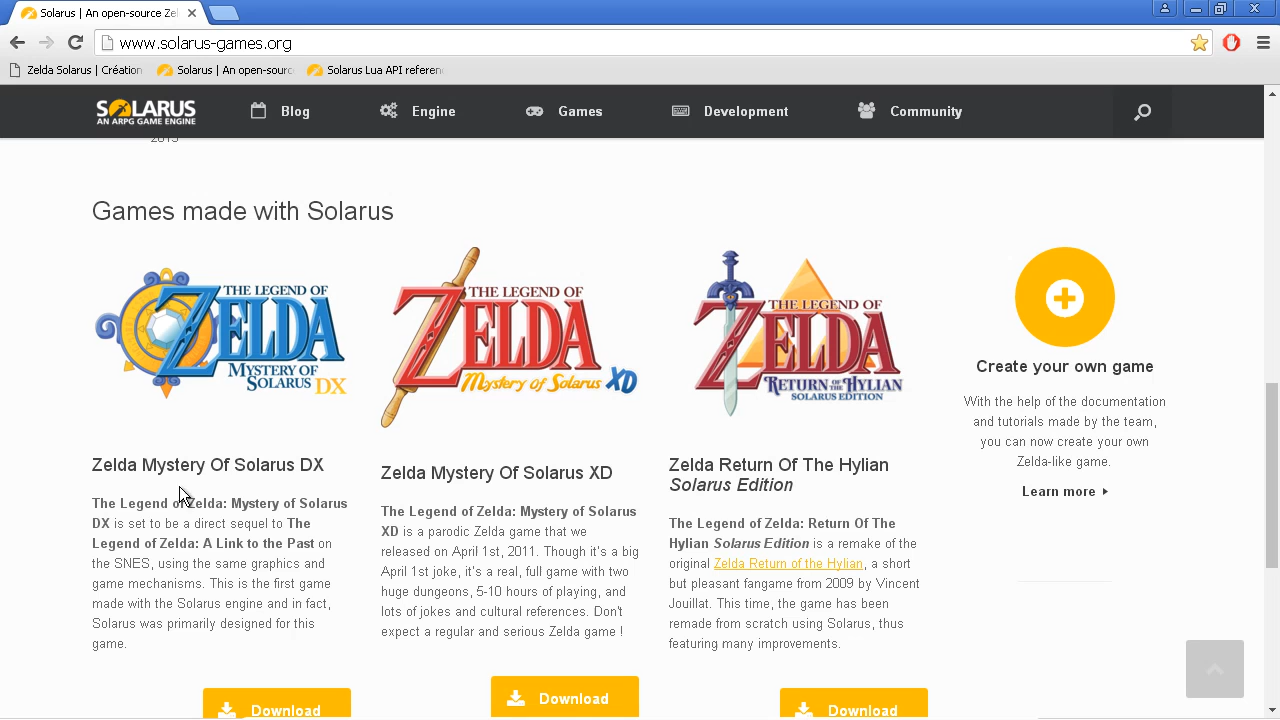 Solarus | An open-source Zel
www.solarus-games.org
Zelda Solarus | Création
Solarus | An open-sourc
Solarus Lua API referen
SOLARUS
AN ARPG GAME ENGINE
Blog
Engine
Games
Development
Community
2015
Games made with Solarus
THE LEGEND OF
ZELDA
MYSTERY
OF SOLARUS
DX
THE LEGEND OF
ZELDA
Mystery of Solarus XD
THE LEGEND OF
ZELDA
RETURN OF THE HYLIAN
SOLARUS EDITION
Zelda Mystery Of Solarus DX
The Legend of Zelda: Mystery of Solarus
DX is set to be a direct sequel to The
Legend of Zelda: A Link to the Past on
the SNES, using the same graphics and
game mechanisms. This is the first game
made with the Solarus engine and in fact,
Solarus was primarily designed for this
game.
Download
Zelda Mystery Of Solarus XD
The Legend of Zelda: Mystery of Solarus
XD is a parodic Zelda game that we
released on April 1st, 2011. Though it's a big
April 1st joke, it's a real, full game with two
huge dungeons, 5-10 hours of playing, and
lots of jokes and cultural references. Don't
expect a regular and serious Zelda game !
Download
Zelda Return Of The Hylian
Solarus Edition
The Legend of Zelda: Return Of The
Hylian Solarus Edition is a remake of the
original Zelda Return of the Hylian, a short
but pleasant fangame from 2009 by Vincent
Jouillat. This time, the game has been
remade from scratch using Solarus, thus
featuring many improvements.
Download
Create your own game
With the help of the documentation
and tutorials made by the team,
you can now create your own
Zelda-like game.
Learn more